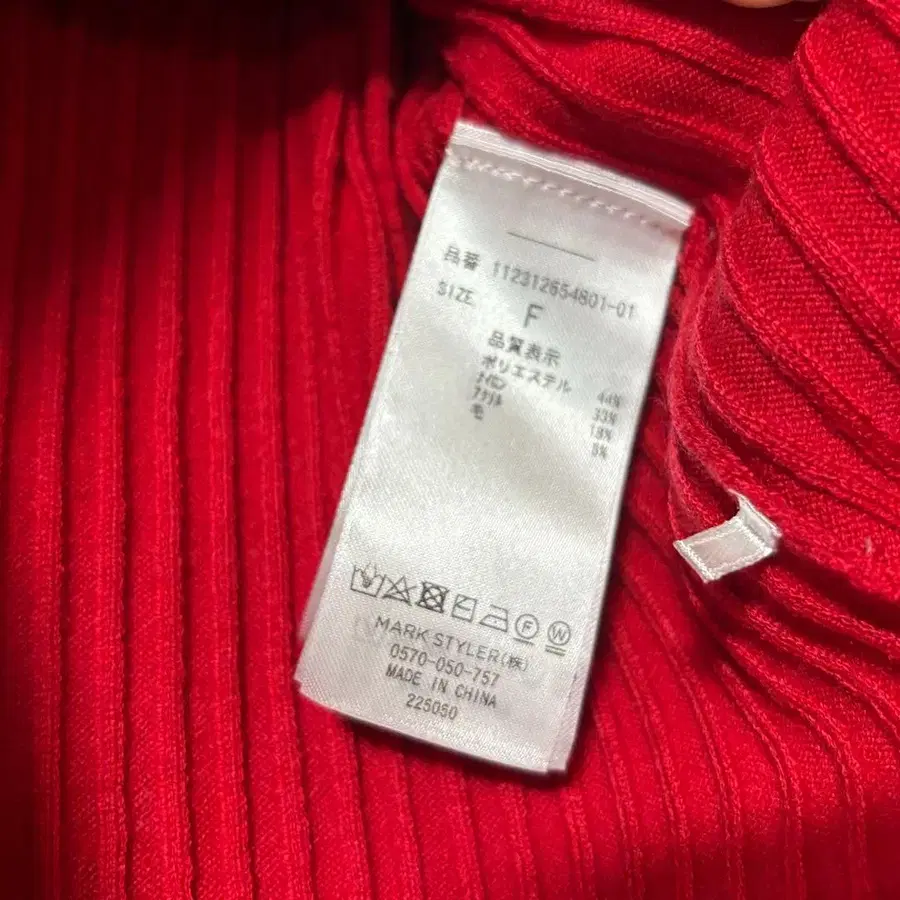 品番 112312654801-01
SIZE F
品質表示
ポリエステル 44%
ナイロン 33%
アクリル 18%
毛 5%
F W
MARK STYLER(株)
0570-050-757
MADE IN CHINA
225050